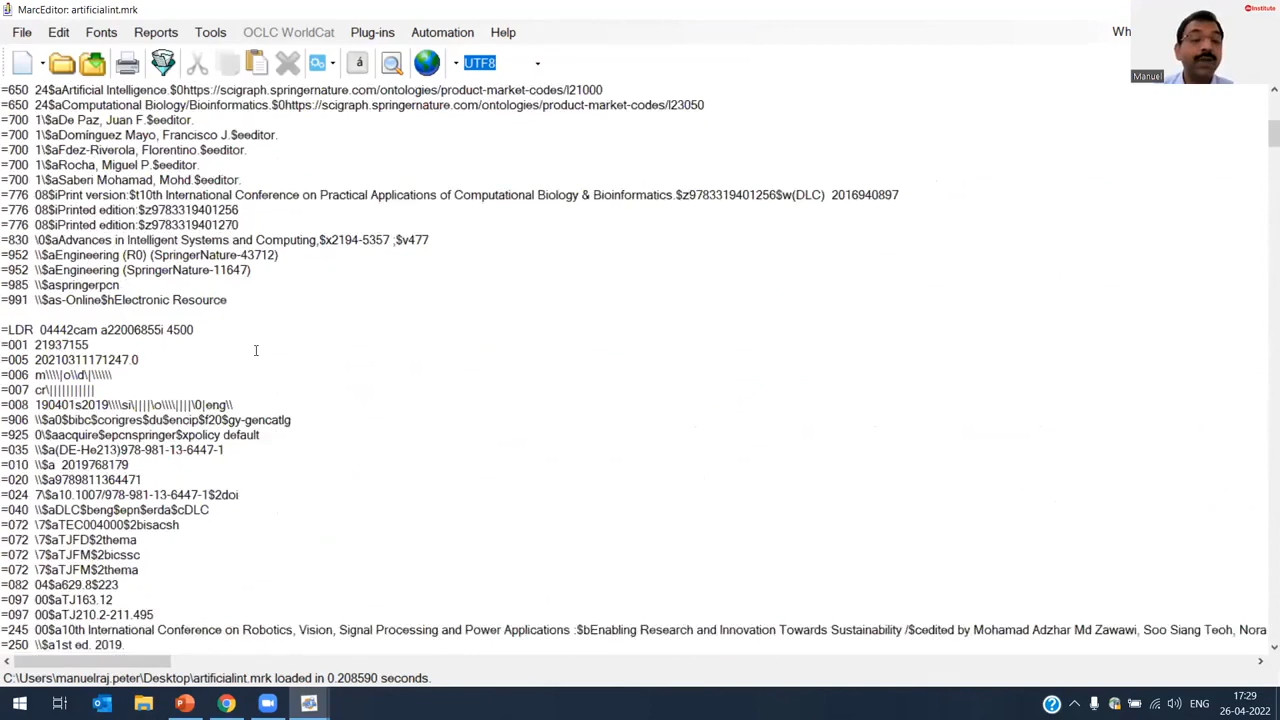 MarcEditor: artificialint.mrk
Institute
File Edit Fonts Reports Tools OCLC WorldCat Plug-ins Automation Help
Manuel
á UTF8
=650 24$aArtificial Intelligence.$0https://scigraph.springernature.com/ontologies/product-market-codes/I21000
=650 24$aComputational Biology/Bioinformatics.$0https://scigraph.springernature.com/ontologies/product-market-codes/I23050
=700 1\$aDe Paz, Juan F.$eeditor.
=700 1\$aDomínguez Mayo, Francisco J.$eeditor.
=700 1\$aFdez-Riverola, Florentino.$eeditor.
=700 1\$aRocha, Miguel P.$eeditor.
=700 1\$aSaberi Mohamad, Mohd.$eeditor.
=776 08$iPrint version:$t10th International Conference on Practical Applications of Computational Biology & Bioinformatics.$z9783319401256$w(DLC) 2016940897
=776 08$iPrinted edition:$z9783319401256
=776 08$iPrinted edition:$z9783319401270
=830 \0$aAdvances in Intelligent Systems and Computing,$x2194-5357 ;$v477
=952 \\$aEngineering (R0) (SpringerNature-43712)
=952 \\$aEngineering (SpringerNature-11647)
=985 \\$aspringerpcn
=991 \\$as-Online$hElectronic Resource
=LDR 04442cam a22006855i 4500
=001 21937155
=005 20210311171247.0
=006 m\\\\|o\\d\|\\\\\\
=007 cr\|||||||||||
=008 190401s2019\\\\si\||||\o\\\\||||\0|eng\\
=906 \\$a0$bibc$corignes$du$encip$f20$gy-gencatlg
=925 0\$aacquire$epcnspringer$xpolicy default
=035 \\$a(DE-He213)978-981-13-6447-1
=010 \\$a 2019768179
=020 \\$a9789811364471
=024 7\$a10.1007/978-981-13-6447-1$2doi
=040 \\$aDLC$beng$epn$erda$cDLC
=072 \7$aTEC004000$2bisacsh
=072 \7$aTJFD$2thema
=072 \7$aTJFM$2bicssc
=072 \7$aTJFM$2thema
=082 04$a629.8$223
=097 00$aTJ163.12
=097 00$aTJ210.2-211.495
=245 00$a10th International Conference on Robotics, Vision, Signal Processing and Power Applications :$bEnabling Research and Innovation Towards Sustainability /$cedited by Mohamad Adzhar Md Zawawi, Soo Siang Teoh, Nora
=250 \\$a1st ed. 2019.
C:\Users\manuelraj.peter\Desktop\artificialint.mrk loaded in 0.208590 seconds.
ENG
17:29
26-04-2022